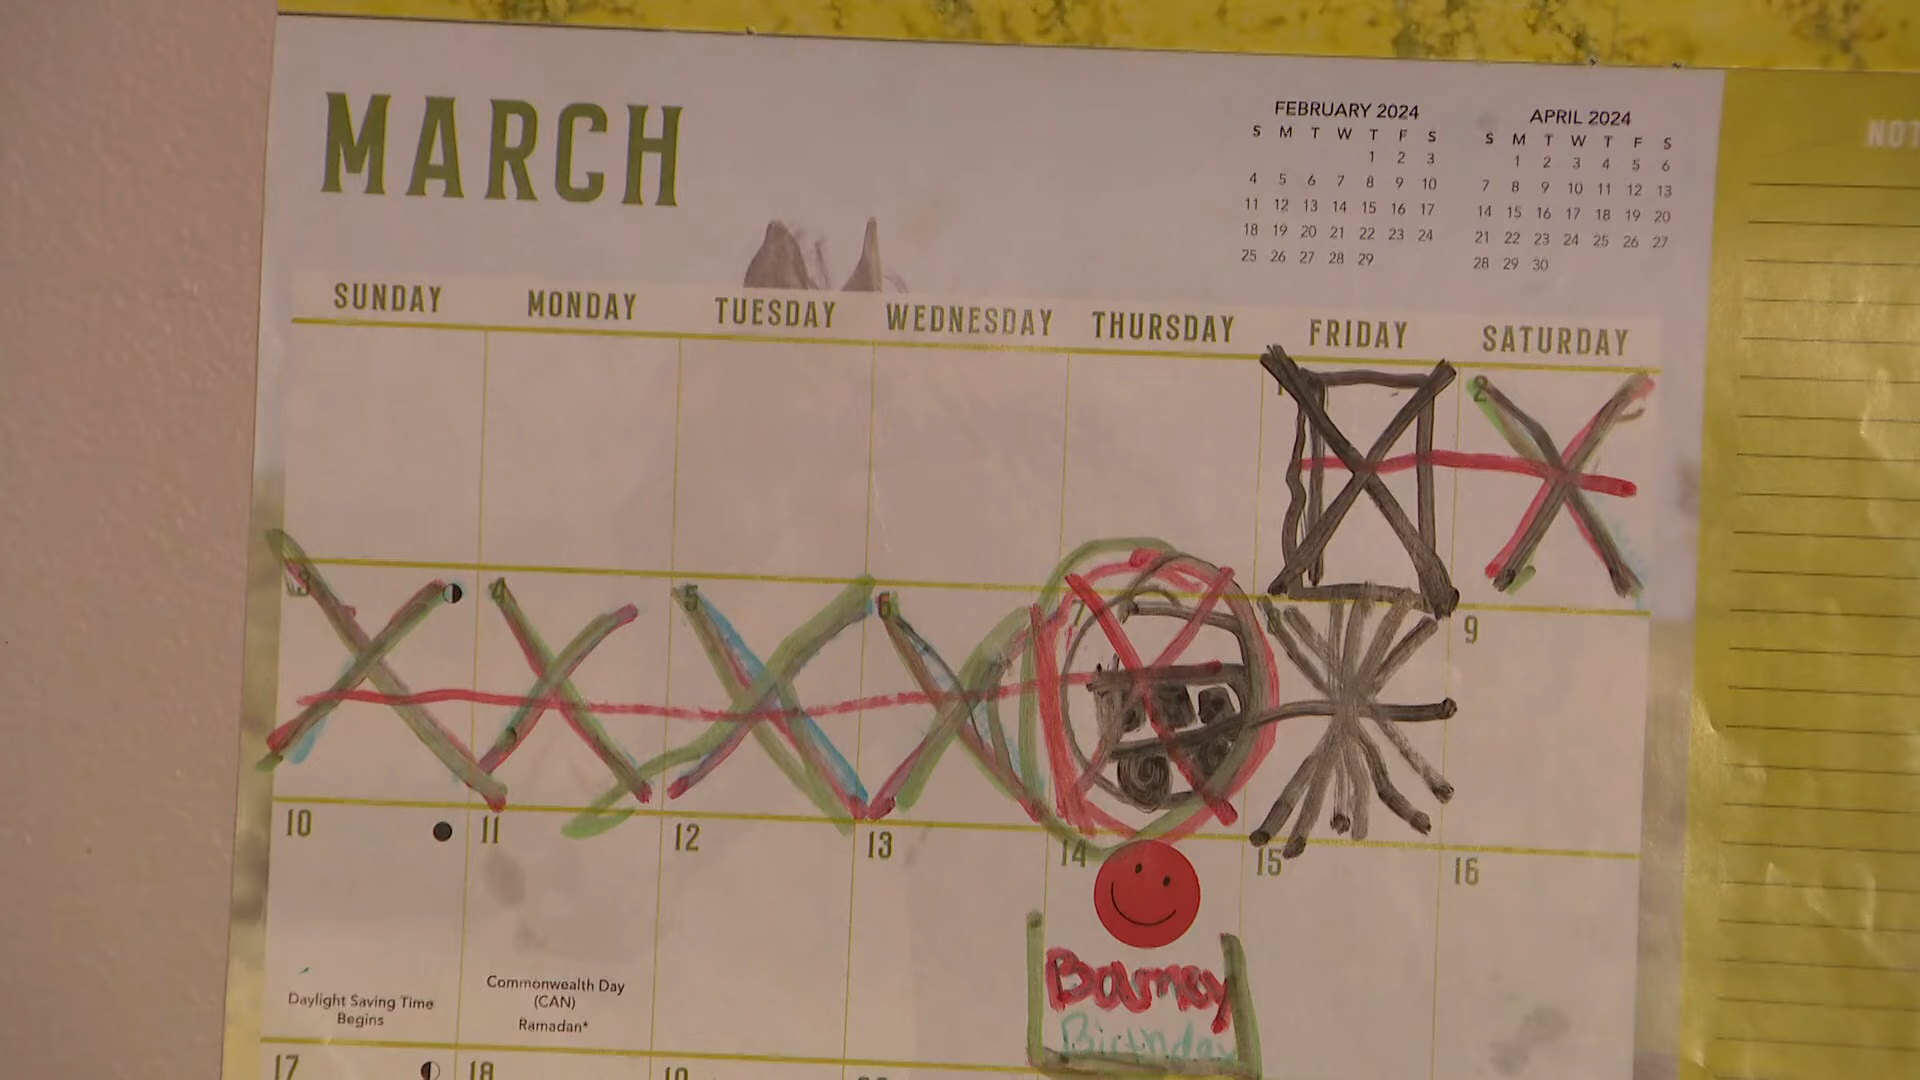 MARCH
FEBRUARY 2024
S M T W T F S
1 2 3
4 5 6 7 8 9 10
11 12 13 14 15 16 17
18 19 20 21 22 23 24
25 26 27 28 29
APRIL 2024
S M T W T F S
1 2 3 4 5 6
7 8 9 10 11 12 13
14 15 16 17 18 19 20
21 22 23 24 25 26 27
28 29 30
NOT
SUNDAY MONDAY TUESDAY WEDNESDAY THURSDAY FRIDAY SATURDAY
1 2
3 4 5 6 9
10 11 12 13 14 15 16
Daylight Saving Time
Begins
Commonwealth Day
(CAN)
Ramadan*
Barney
Birthday
17 18 19